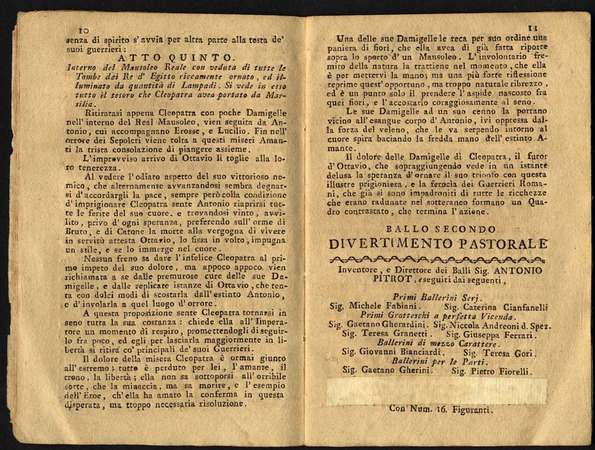 10
senza di spirito s'avvia per altra parte alla testa de'
suoi guerrieri:
ATTO QUINTO.
Interno del Mausoleo Reale con veduta di tutte le
Tombe dei Re d'Egitto riccamente ornato, ed il-
luminato da quantità di Lampadi. Si vede in esso
tutto il tesoro che Cleopatra avea portato da Mar-
silia.
Ritiratasi appena Cleopatra con poche Damigelle
nell'interno del Real Mausoleo, vien seguita da An-
tonio, cui accompagnano Erosse, e Lucilio. Fin nell'
orrore dei Sepolcri viene tolta a questi miseri Aman-
ti la trista consolazione di piangere assieme.
L'improvviso arrivo di Ottavio li toglie alla loro
tenerezza.
Al vedere l'odiato aspetto del suo vittorioso ne-
mico, che alternamente avvanzandosi sembra degnar-
si d'accordargli la pace, sempre però colla condizione
d'imprigionare Cleopatra sente Antonio riaprirsi tut-
te le ferite del suo cuore, e trovandosi vinto, avvi-
lito, privo d'ogni speranza, preferendo sull'orme di
Bruto, e di Catone la morte alla vergogna di vivere
in servitù attesta Ottavio, lo fissa in volto, impugna
un stile, e se lo immerge nel cuore.
Nessun freno sa dare l'infelice Cleopatra al pri-
mo impeto del suo dolore, ma appoco appoco vien
richiamata a se dalle premurose cure delle sue Da-
migelle, e dalle replicate istanze di Ottavio, che ten-
ta con dolci modi di scostarla dall'estinto Antonio,
e d'involarla a quel luogo d'orrore.
A questa proposizione sente Cleopatra tornarsi in
seno tutta la sua costanza: chiede ella all'Impera-
tore un momento di respiro, promettendogli di seguir-
lo fra poco, ed egli per lasciarla maggiormente in
libertà si ritira co' principali de' suoi Guerrieri.
Il dolore della misera Cleopatra è ormai giunto
all'estremo; tutto è perduto per lei, l'amante, il
trono, la libertà; ella non sa sottoporsi all'orribile
sorte, che la minaccia, ma sa morire, e l'esempio
dell'Eroe, ch'ella ha amato la conferma in questa
disperata, ma troppo necessaria risoluzione.
11
Una delle sue Damigelle le reca per suo ordine una
paniera di fiori, che ella avea di già fatta riporre
sopra lo sporto d'un Mausoleo. L'involontario fre-
mito della natura la trattiene nel momento, che ella
è per mettervi la mano; ma una più forte riflessione
reprime quest'opportuno, ma troppo naturale ribrezzo,
ed è un punto solo il prendere l'aspide nascosto fra
quei fiori, e l'accostarlo coraggiosamente al seno.
Le sue Damigelle ad un suo cenno la portano
vicino all'esangue corpo d'Antonio, ivi oppressa dal-
la forza del veleno, che le va serpendo intorno al
cuore spira baciando la fredda mano dell'estinto A-
mante.
Il dolore delle Damigelle di Cleopatra, il furor
d'Ottavio, che sopraggiungendo vede in un istante
delusa la speranza d'ornare il suo trionfo con questa
illustre prigioniera, e la ferocia dei Guerrieri Roma-
ni, che già si sono impadroniti di tutte le ricchezze
che erano radunate nel sotteraneo formano un Qua-
dro contrastato, che termina l'azione.
BALLO SECONDO
DIVERTIMENTO PASTORALE
Inventore, e Direttore dei Balli Sig. ANTONIO
PITROT, eseguiti dai seguenti,
Primi Ballerini Serj.
Sig. Michele Fabiani. Sig. Caterina Cianfanelli
Primi Grotteschi a perfetta Vicenda.
Sig. Gaetano Gherardini. Sig. Niccola Andreoni d. Spez.
Sig. Teresa Granetti. Sig. Giuseppa Ferrari.
Ballerini di mezzo Carattere.
Sig. Giovanni Bianciardi. Sig. Teresa Gori.
Ballerini per le Parti.
Sig. Gaetano Gherini. Sig. Pietro Fiorelli.
Con Num. 16. Figuranti.